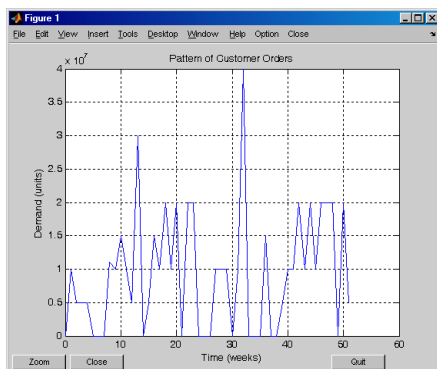 Figure 1
File Edit View Insert Tools Desktop Window Help Option Close
x 10^7
Pattern of Customer Orders
4
3.5
3
2.5
2
1.5
1
0.5
0
Demand (units)
0 10 20 30 40 50 60
Time (weeks)
Zoom Close Quit